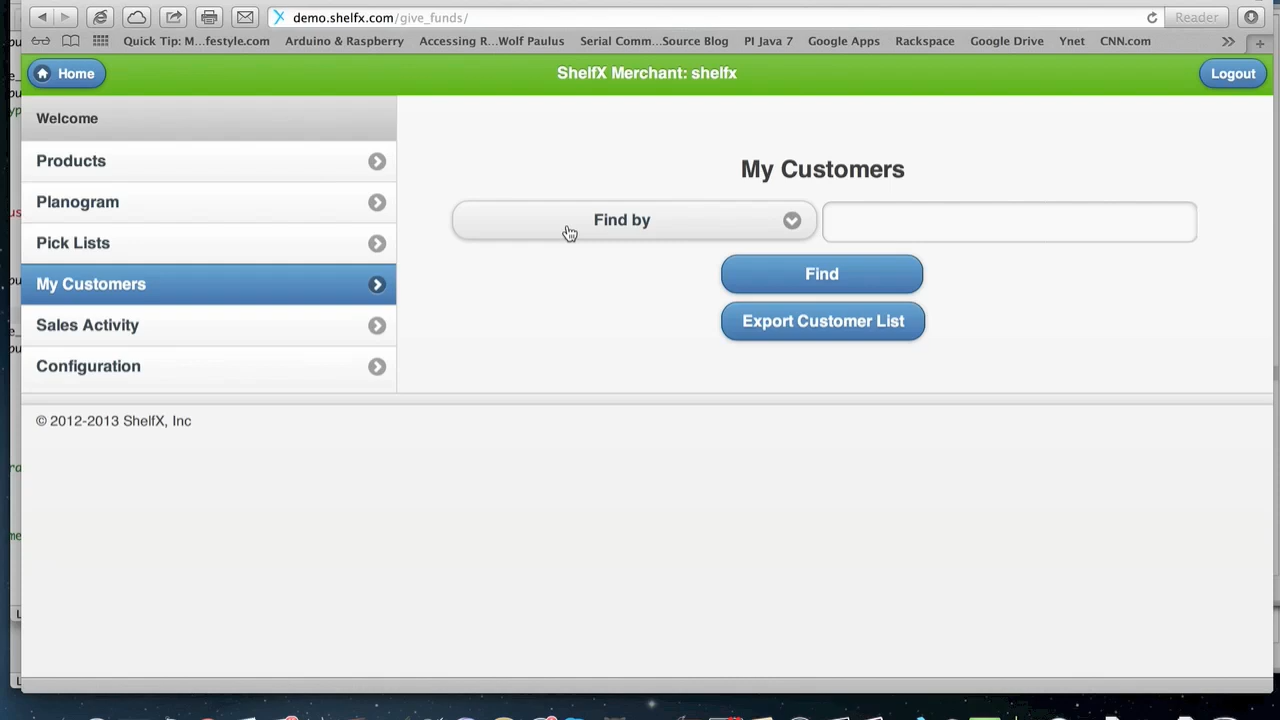 demo.shelfx.com/give_funds/
Reader
Quick Tip: M...festyle.com Arduino & Raspberry Accessing R...Wolf Paulus Serial Comm...Source Blog PI Java 7 Google Apps Rackspace Google Drive Ynet CNN.com
Home
ShelfX Merchant: shelfx
Logout
Welcome
Products
Planogram
Pick Lists
My Customers
Sales Activity
Configuration
My Customers
Find by
Find
Export Customer List
© 2012-2013 ShelfX, Inc